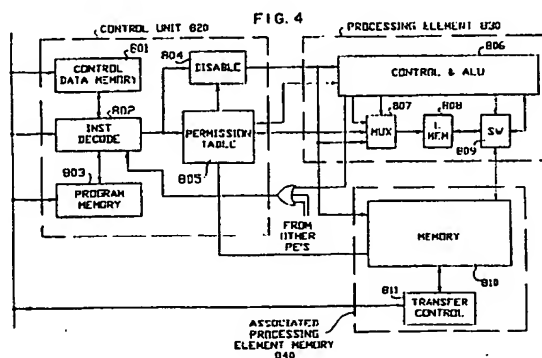 FIG. 4
CONTROL UNIT 820
PROCESSING ELEMENT 830
801
CONTROL
DATA MEMORY
804
DISABLE
806
CONTROL & ALU
802
INST
DECODE
PERMISSION
TABLE
805
807
MUX
808
I.
MEM
SW
809
803
PROGRAM
MEMORY
FROM
OTHER
PE'S
MEMORY
810
811
TRANSFER
CONTROL
ASSOCIATED
PROCESSING
ELEMENT MEMORY
840